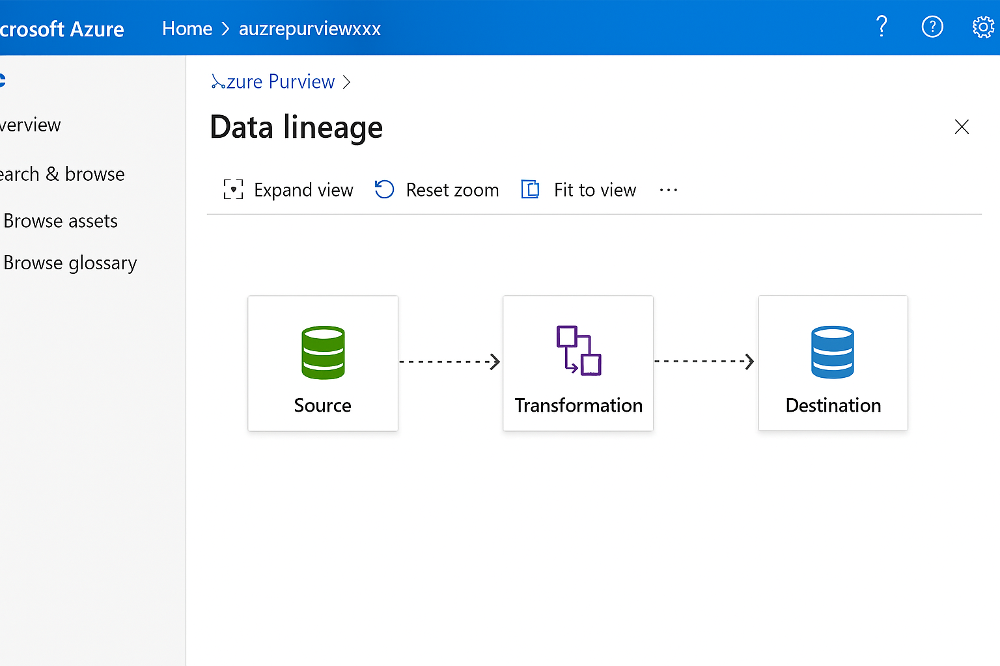 crosoft Azure
Home > auzrepurviewxxx
? ?
c
verview
earch & browse
Browse assets
Browse glossary
Azure Purview >
Data lineage
Expand view Reset zoom Fit to view ...
Source
Transformation
Destination